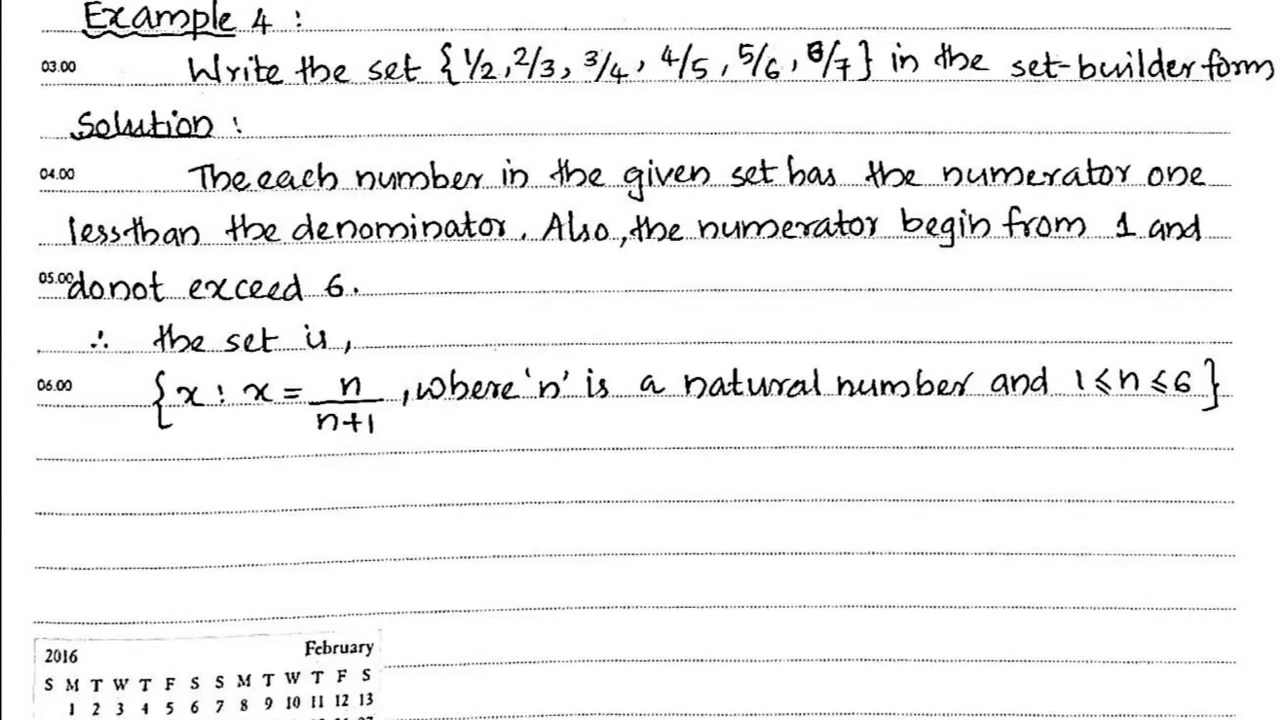 Example 4 :
03.00 Write the set {1/2, 2/3, 3/4, 4/5, 5/6, 6/7} in the set-builder form
Solution :
04.00 The each number in the given set has the numerator one
less than the denominator. Also, the numerator begin from 1 and
05.00 do not exceed 6.
∴ the set is,
06.00 {x : x = n/n+1, where 'n' is a natural number and 1 ≤ n ≤ 6}
2016 February
S M T W T F S S M T W T F S
1 2 3 4 5 6 7 8 9 10 11 12 13